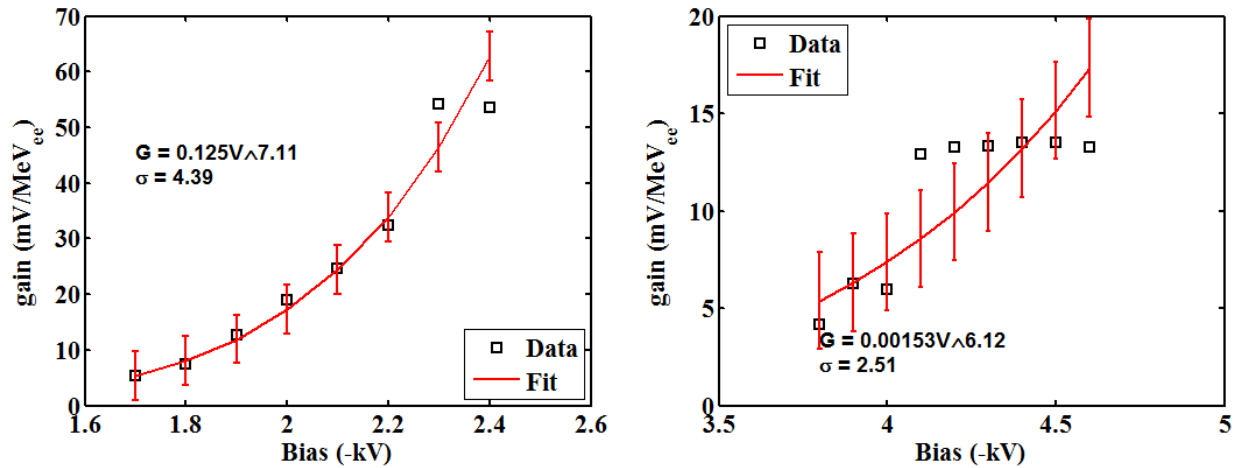 70
60
50
40
30
20
10
0
gain (mV/MeVee)
G = 0.125V∧7.11
σ = 4.39
Data
Fit
1.6 1.8 2 2.2 2.4 2.6
Bias (-kV)
20
15
10
5
0
gain (mV/MeVee)
Data
Fit
G = 0.00153V∧6.12
σ = 2.51
3.5 4 4.5 5
Bias (-kV)